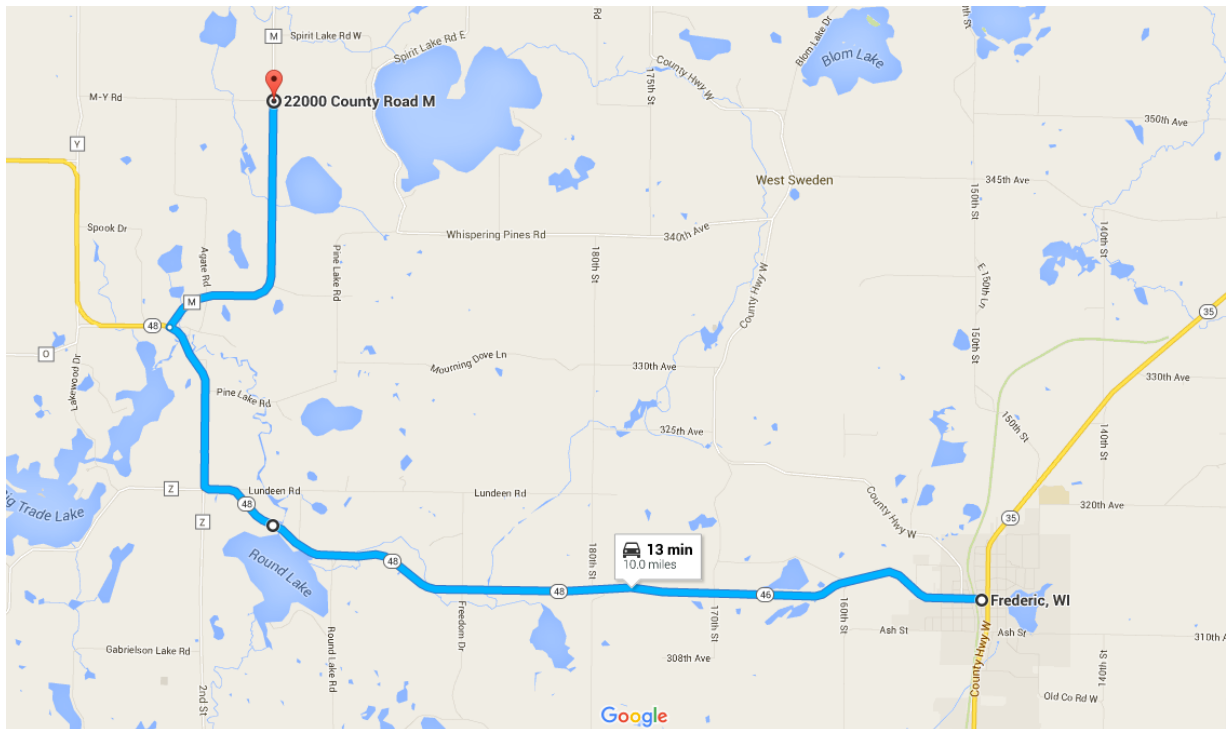 Rd
150th St
M
Spirit Lake Rd W
Spirit Lake Rd E
Blom Lake Dr
Blom Lake
County Hwy W
175th St
M-Y Rd
22000 County Road M
350th Ave
Y
West Sweden
345th Ave
150th St
140th St
Spook Dr
Whispering Pines Rd
340th Ave
Agate Rd
Pine Lake Rd
180th St
E 150th Ln S
M
County Hwy W
35
48
150th St
O
Lakewood Dr
Mourning Dove Ln
330th Ave
330th Ave
Pine Lake Rd
325th Ave
150th St
140th St
Z
Lundeen Rd
Lundeen Rd
48
County Hwy W
320th Ave
Big Trade Lake
Z
35
Round Lake
48
180th St
13 min
10.0 miles
48
46
Frederic, WI
Freedom Dr
170th St
160th St
Ash St
Ash St
310th A
Round Lake Rd
Gabrielson Lake Rd
308th Ave
County Hwy W
140th St
2nd St
Old Co Rd W
Google